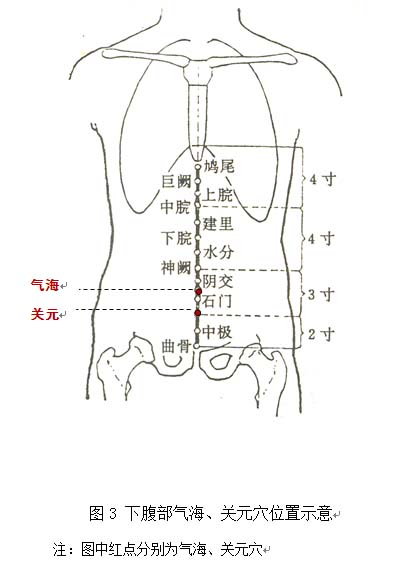 鸠尾
巨阙
上脘
4寸
中脘
建里
下脘
4寸
水分
神阙
阴交
气海
石门
3寸
关元
中极
2寸
曲骨
图 3 下腹部气海、关元穴位置示意
注：图中红点分别为气海、关元穴